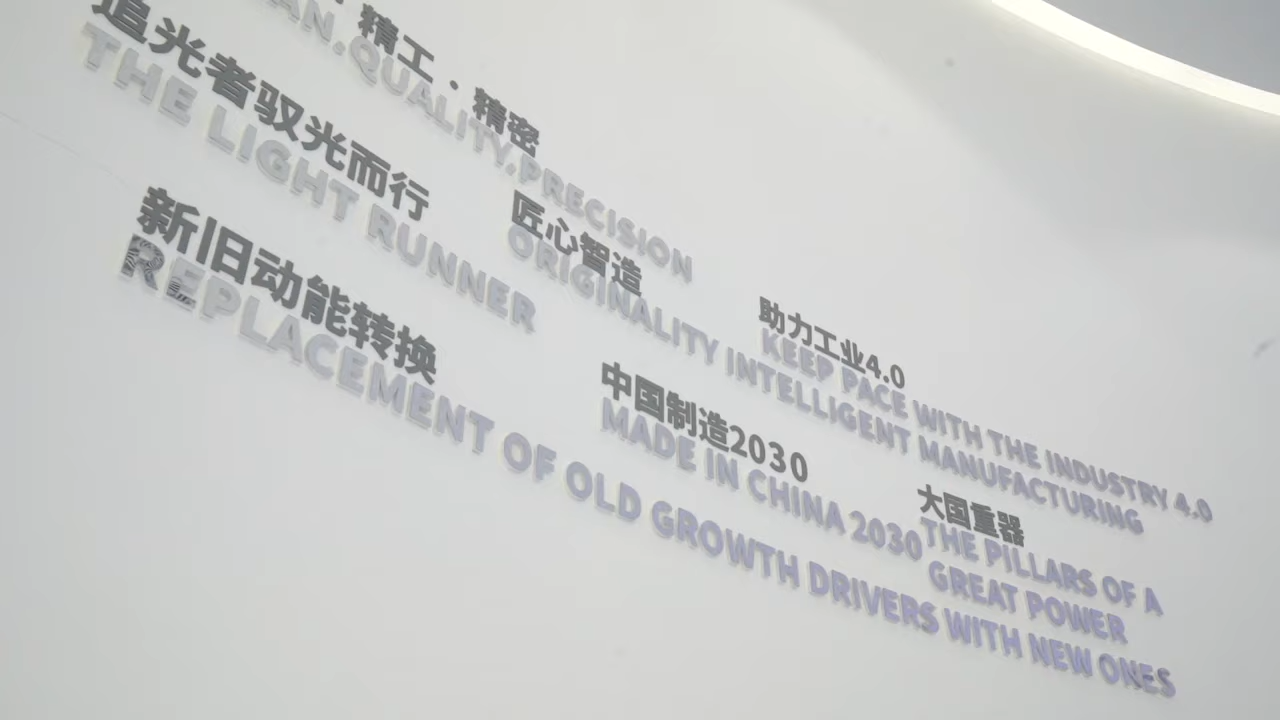 ·精工·精密
AN.QUALITY.PRECISION
追光者驭光而行
THE LIGHT RUNNER
匠心智造
ORIGINALITY INTELLIGENT MANUFACTURING
助力工业4.0
KEEP PACE WITH THE INDUSTRY 4.0
新旧动能转换
REPLACEMENT OF OLD GROWTH DRIVERS WITH NEW ONES
中国制造2030
MADE IN CHINA 2030
大国重器
THE PILLARS OF A
GREAT POWER